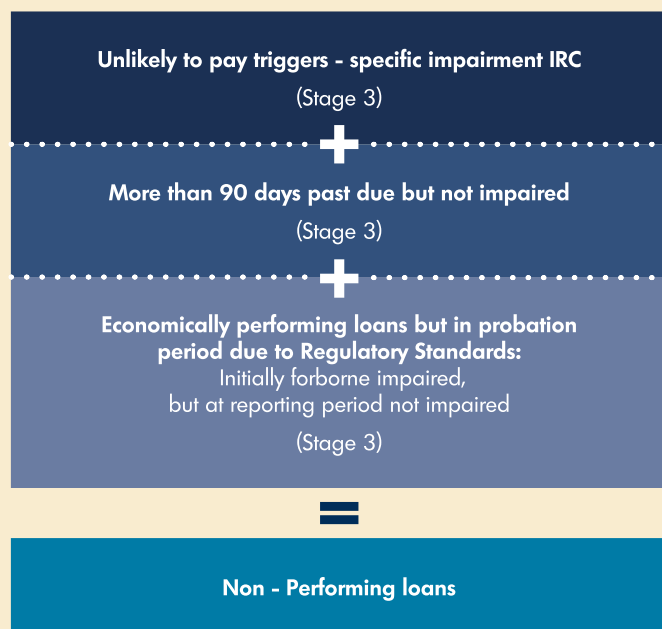 Unlikely to pay triggers - specific impairment IRC
(Stage 3)
+
More than 90 days past due but not impaired
(Stage 3)
+
Economically performing loans but in probation
period due to Regulatory Standards:
Initially forborne impaired,
but at reporting period not impaired
(Stage 3)
=
Non - Performing loans